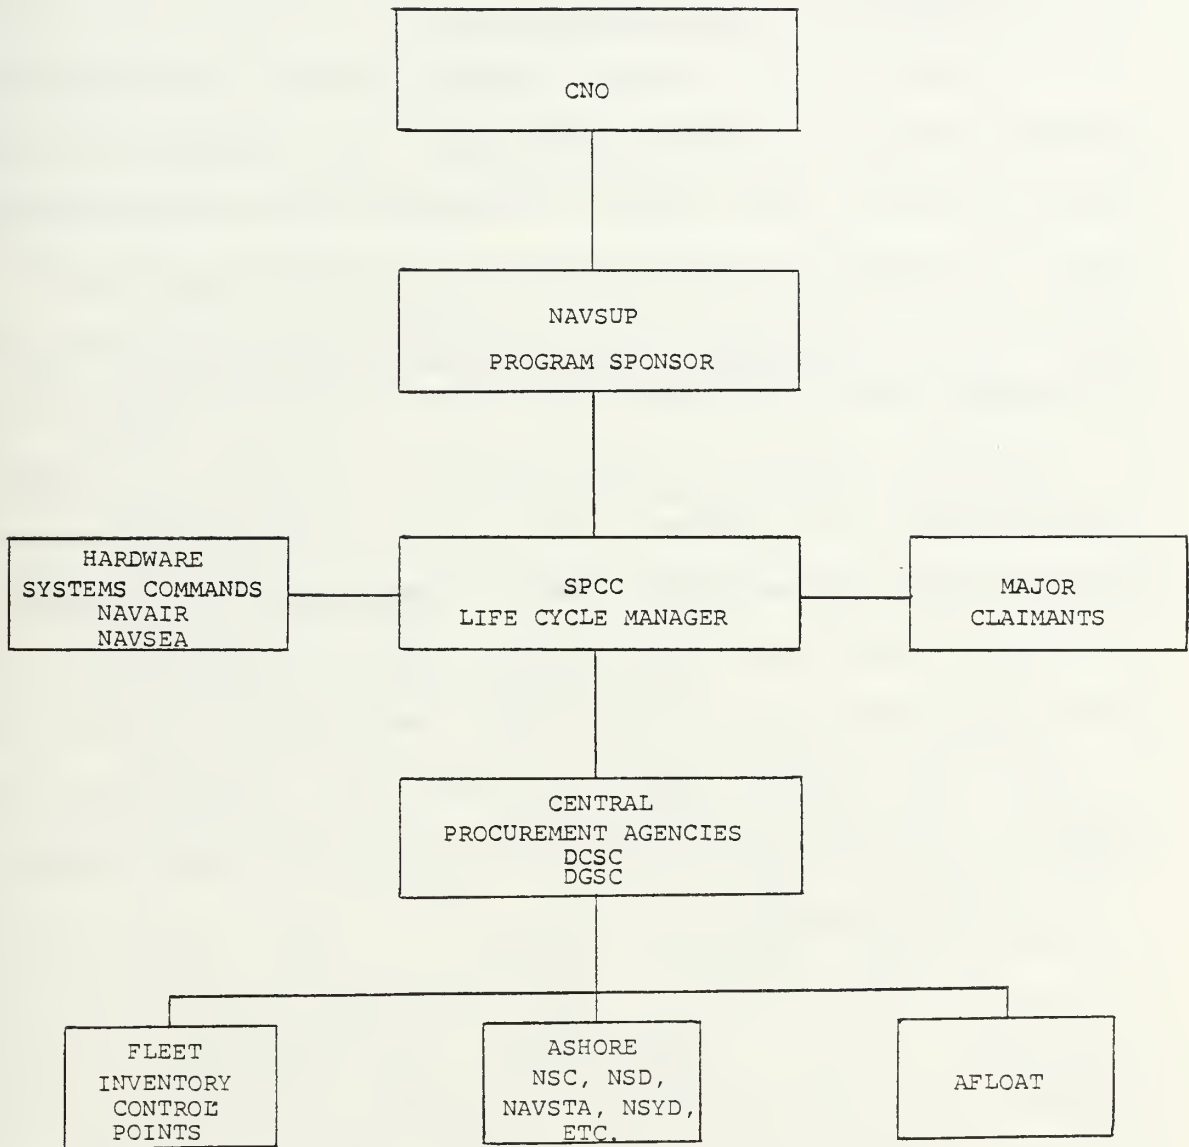 CNO
NAVSUP
PROGRAM SPONSOR
HARDWARE
SYSTEMS COMMANDS
NAVAIR
NAVSEA
SPCC
LIFE CYCLE MANAGER
MAJOR
CLAIMANTS
CENTRAL
PROCUREMENT AGENCIES
DCSC
DGSC
FLEET
INVENTORY
CONTROL
POINTS
ASHORE
NSC, NSD,
NAVSTA, NSYD,
ETC.
AFLOAT